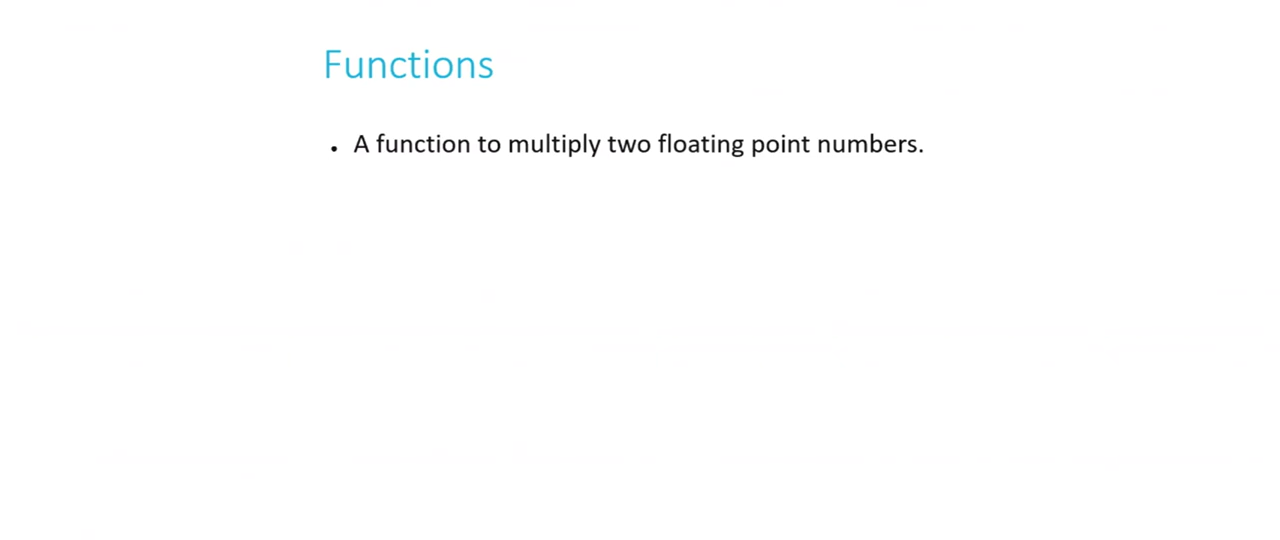 Functions
• A function to multiply two floating point numbers.